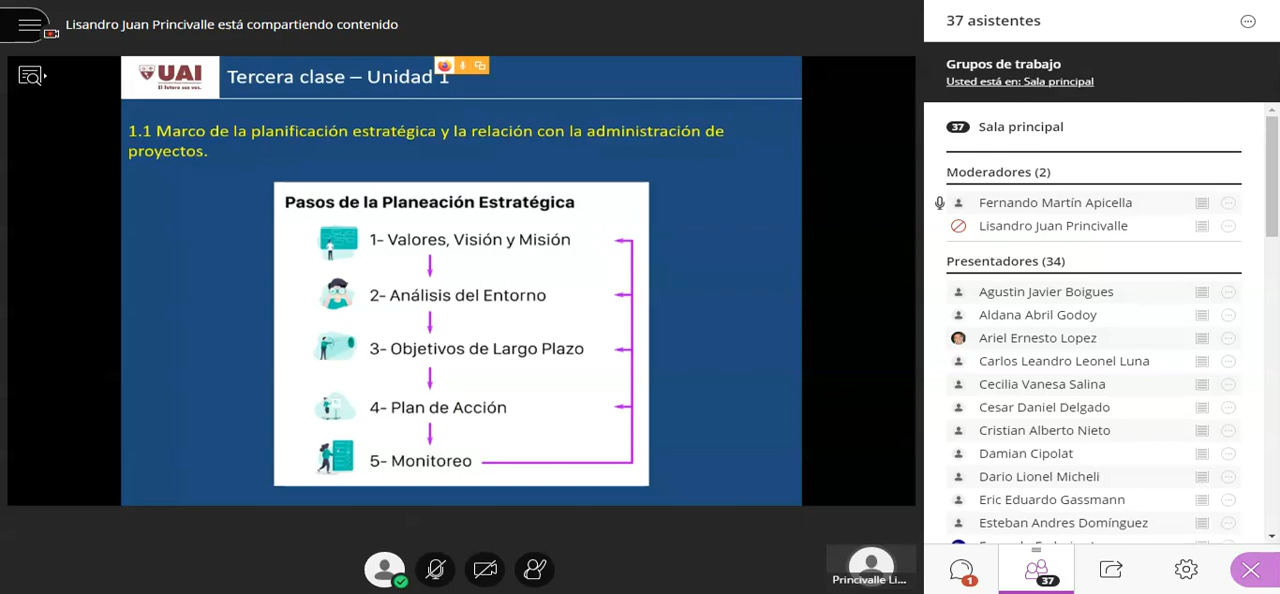 Lisandro Juan Princivalle está compartiendo contenido
UAI
El futuro sos vos.
Tercera clase – Unidad 1
1.1 Marco de la planificación estratégica y la relación con la administración de
proyectos.
Pasos de la Planeación Estratégica
1- Valores, Visión y Misión
2- Análisis del Entorno
3- Objetivos de Largo Plazo
4- Plan de Acción
5- Monitoreo
Princivalle Li...
37 asistentes
Grupos de trabajo
Usted está en: Sala principal
37 Sala principal
Moderadores (2)
Fernando Martín Apicella
Lisandro Juan Princivalle
Presentadores (34)
Agustin Javier Boigues
Aldana Abril Godoy
Ariel Ernesto Lopez
Carlos Leandro Leonel Luna
Cecilia Vanesa Salina
Cesar Daniel Delgado
Cristian Alberto Nieto
Damian Cipolat
Dario Lionel Micheli
Eric Eduardo Gassmann
Esteban Andres Domínguez
1
37